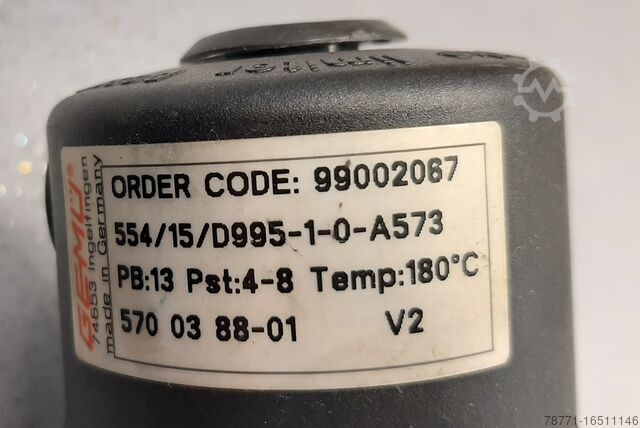 GEMÜ®
74653 Ingelfingen
made in Germany
ORDER CODE: 99002067
554/15/D995-1-0-A573
PB:13 Pst:4-8 Temp:180°C
570 03 88-01 V2
78771-16511146